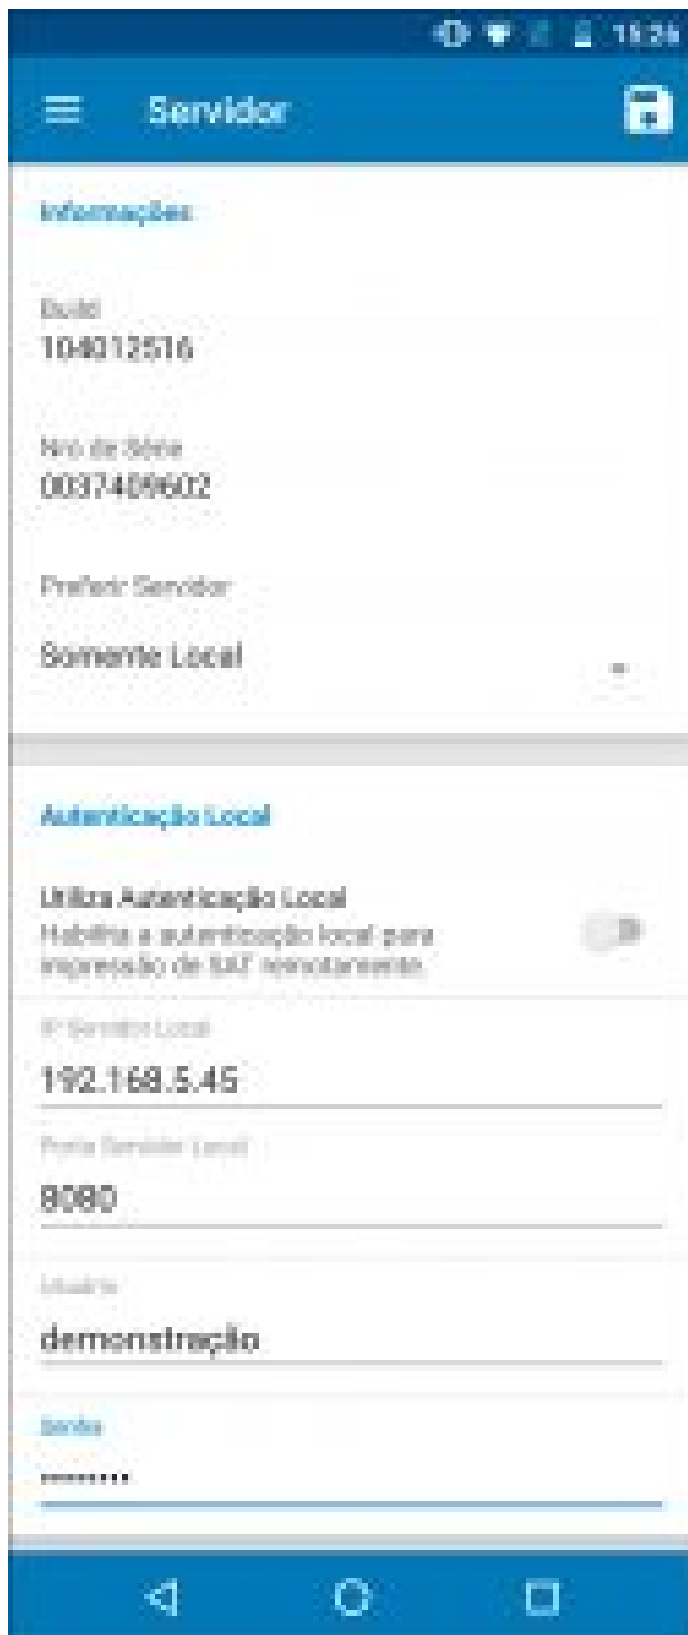 15:26
Servidor
Informações
Build
104012516
Nro de Série
0037409602
Preferir Servidor
Somente Local
Autenticação Local
Utiliza Autenticação Local
Habilita a autenticação local para
impressão de SAT remotamente.
IP Servidor Local
192.168.5.45
Porta Servidor Local
8080
Usuário
demonstração
Senha
•••••••••